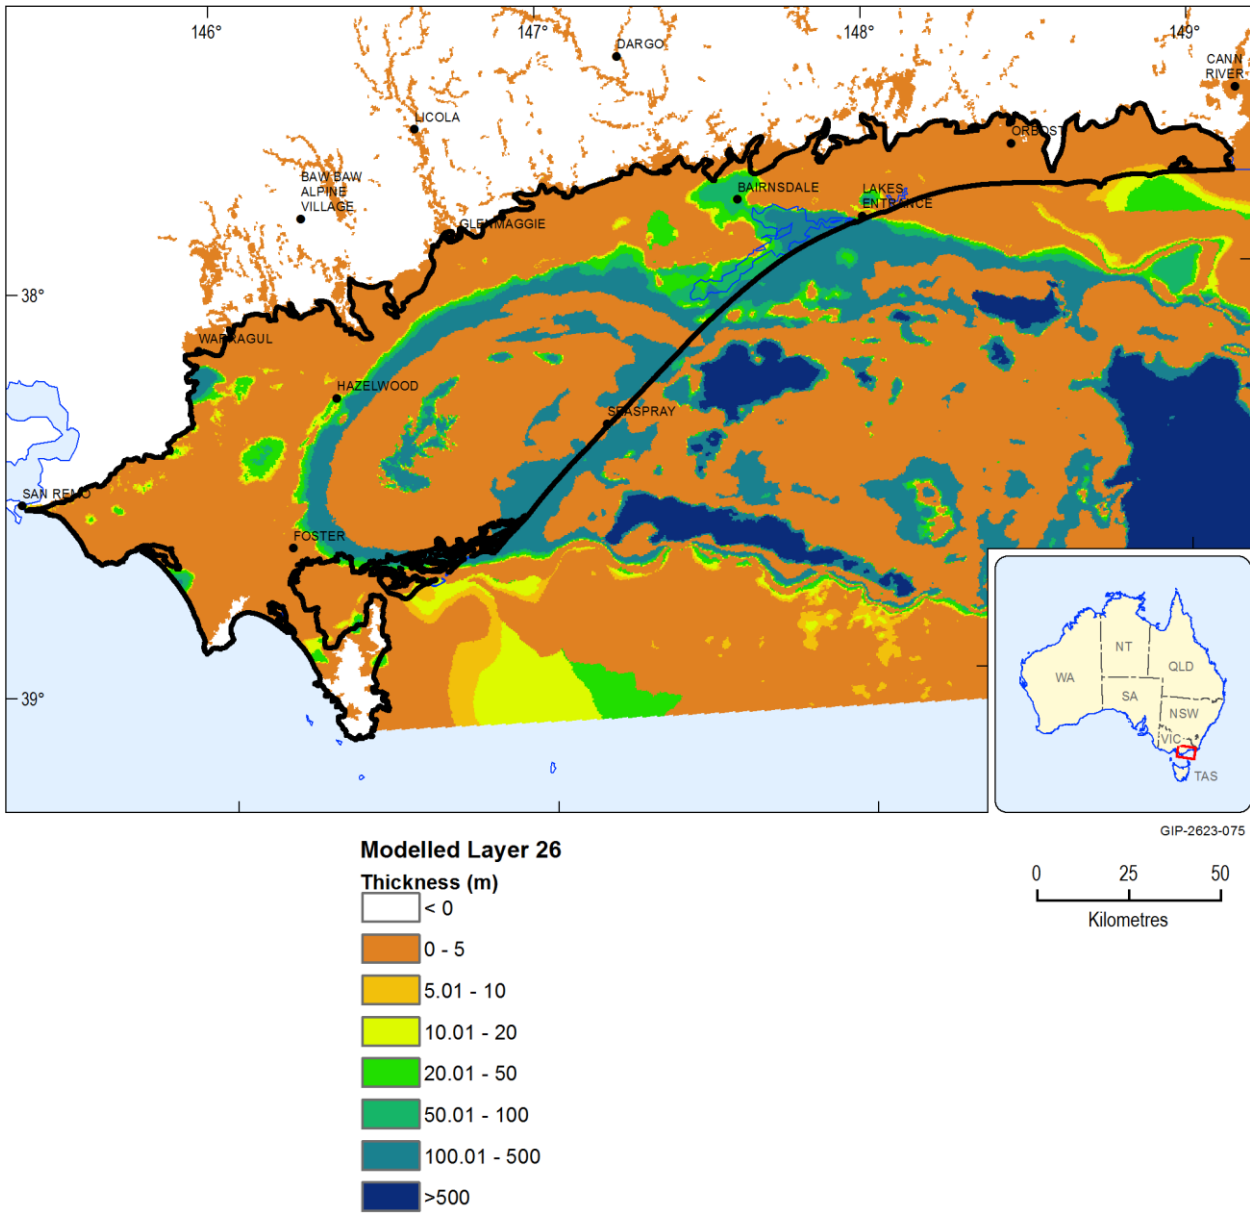 146°
147°
148°
149°
DARGO
CANN
RIVER
LICOLA
ORBOST
BAW BAW
ALPINE
VILLAGE
BAIRNSDALE
LAKES
ENTRANCE
GLENMAGGIE
38°
WARRAGUL
HAZELWOOD
SEASPRAY
SAN REMO
FOSTER
39°
NT
WA
QLD
SA
NSW
VIC
TAS
GIP-2623-075
Modelled Layer 26
Thickness (m)
< 0
0 - 5
5.01 - 10
10.01 - 20
20.01 - 50
50.01 - 100
100.01 - 500
>500
0 25 50
Kilometres